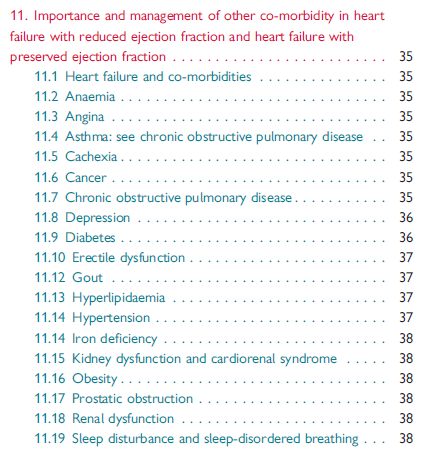 11. Importance and management of other co-morbidity in heart
failure with reduced ejection fraction and heart failure with
preserved ejection fraction . . . . . . . . . . . . . . . . . . . . . . . . . . 35
11.1 Heart failure and co-morbidities . . . . . . . . . . . . . . . 35
11.2 Anaemia . . . . . . . . . . . . . . . . . . . . . . . . . . . . . . . . 35
11.3 Angina . . . . . . . . . . . . . . . . . . . . . . . . . . . . . . . . . 35
11.4 Asthma: see chronic obstructive pulmonary disease . . 35
11.5 Cachexia . . . . . . . . . . . . . . . . . . . . . . . . . . . . . . . . 35
11.6 Cancer . . . . . . . . . . . . . . . . . . . . . . . . . . . . . . . . . 35
11.7 Chronic obstructive pulmonary disease . . . . . . . . . . . 35
11.8 Depression . . . . . . . . . . . . . . . . . . . . . . . . . . . . . . 36
11.9 Diabetes . . . . . . . . . . . . . . . . . . . . . . . . . . . . . . . . 36
11.10 Erectile dysfunction . . . . . . . . . . . . . . . . . . . . . . . . 37
11.12 Gout . . . . . . . . . . . . . . . . . . . . . . . . . . . . . . . . . 37
11.13 Hyperlipidaemia . . . . . . . . . . . . . . . . . . . . . . . . . . 37
11.14 Hypertension . . . . . . . . . . . . . . . . . . . . . . . . . . . . 37
11.14 Iron deficiency . . . . . . . . . . . . . . . . . . . . . . . . . . . 38
11.15 Kidney dysfunction and cardiorenal syndrome . . . . . 38
11.16 Obesity . . . . . . . . . . . . . . . . . . . . . . . . . . . . . . . . 38
11.17 Prostatic obstruction . . . . . . . . . . . . . . . . . . . . . . . 38
11.18 Renal dysfunction . . . . . . . . . . . . . . . . . . . . . . . . . 38
11.19 Sleep disturbance and sleep-disordered breathing . . . 38